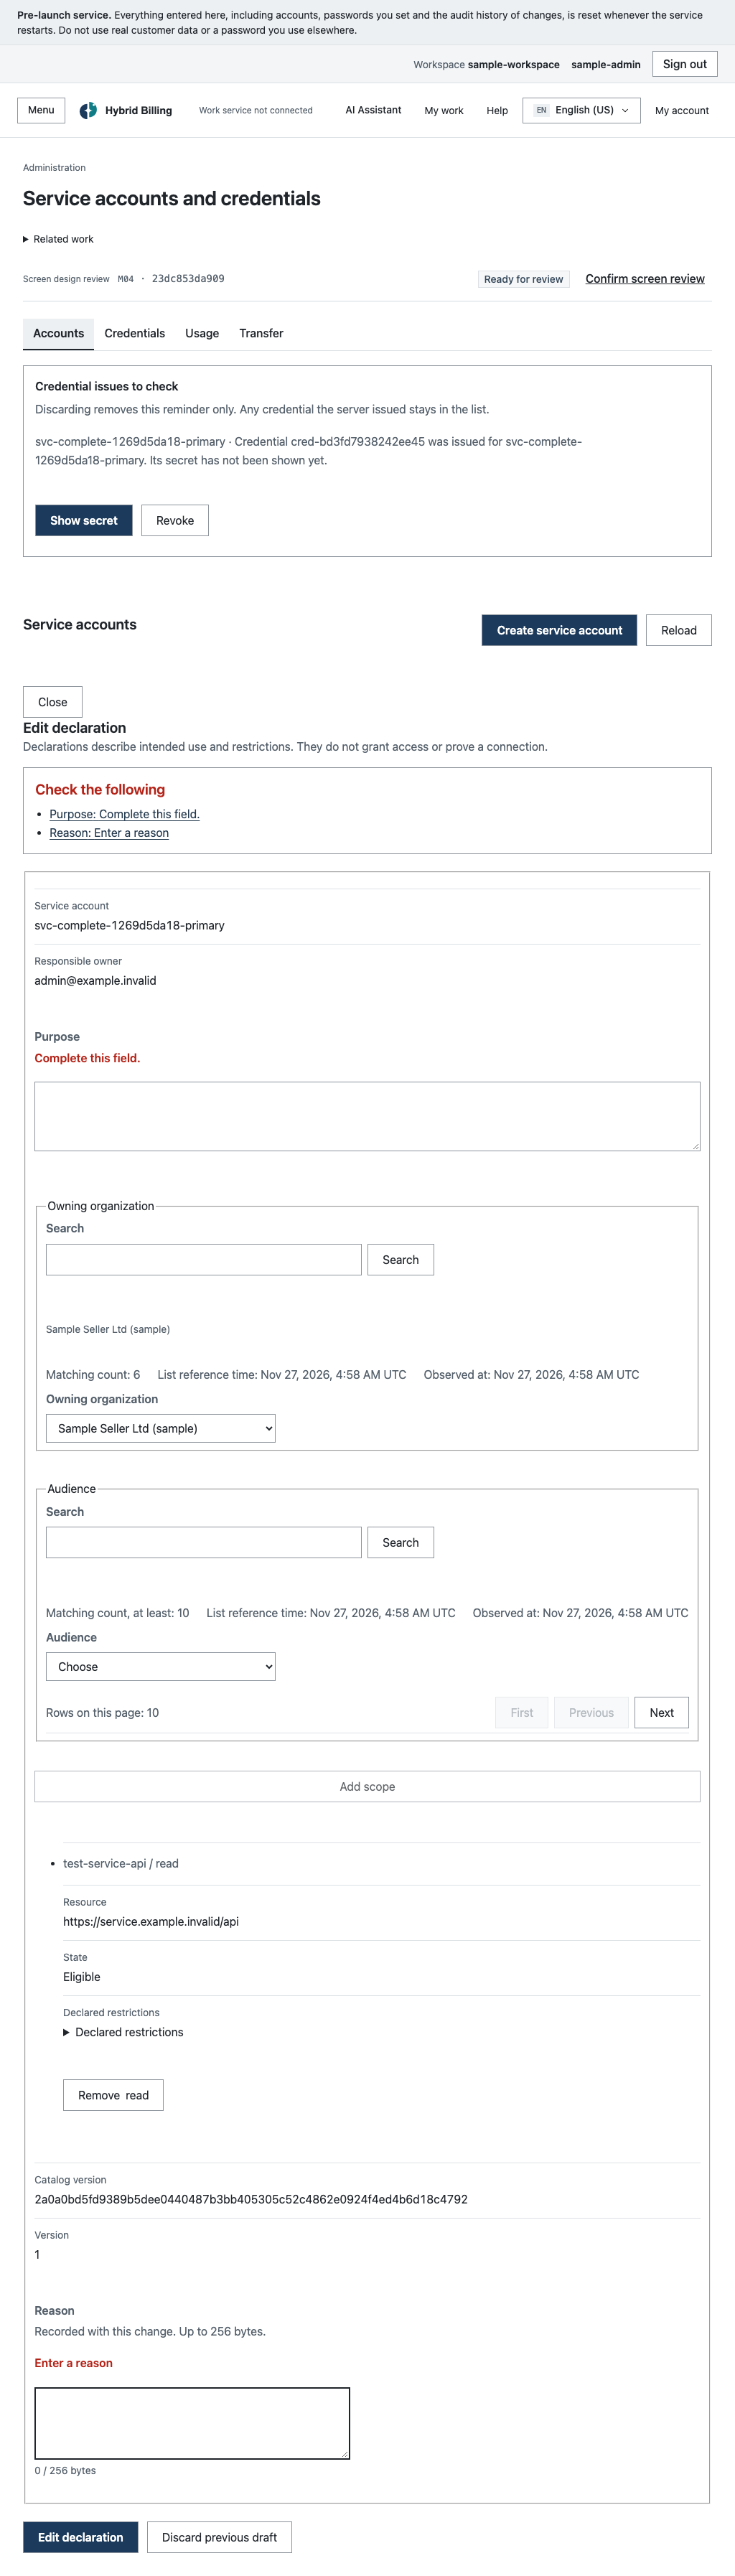 Pre-launch service. Everything entered here, including accounts, passwords you set and the audit history of changes, is reset whenever the service
restarts. Do not use real customer data or a password you use elsewhere.
Workspace sample-workspace sample-admin Sign out
Menu Hybrid Billing Work service not connected AI Assistant My work Help EN English (US) My account
Administration
Service accounts and credentials
Related work
Screen design review M04 · 23dc853da909 Ready for review Confirm screen review
Accounts Credentials Usage Transfer
Credential issues to check
Discarding removes this reminder only. Any credential the server issued stays in the list.
svc-complete-1269d5da18-primary · Credential cred-bd3fd7938242ee45 was issued for svc-complete-
1269d5da18-primary. Its secret has not been shown yet.
Show secret Revoke
Service accounts Create service account Reload
Close
Edit declaration
Declarations describe intended use and restrictions. They do not grant access or prove a connection.
Check the following
• Purpose: Complete this field.
• Reason: Enter a reason
Service account
svc-complete-1269d5da18-primary
Responsible owner
admin@example.invalid
Purpose
Complete this field.
Owning organization
Search
Search
Sample Seller Ltd (sample)
Matching count: 6 List reference time: Nov 27, 2026, 4:58 AM UTC Observed at: Nov 27, 2026, 4:58 AM UTC
Owning organization
Sample Seller Ltd (sample)
Audience
Search
Search
Matching count, at least: 10 List reference time: Nov 27, 2026, 4:58 AM UTC Observed at: Nov 27, 2026, 4:58 AM UTC
Audience
Choose
Rows on this page: 10 First Previous Next
Add scope
• test-service-api / read
Resource
https://service.example.invalid/api
State
Eligible
Declared restrictions
Declared restrictions
Remove read
Catalog version
2a0a0bd5fd9389b5dee0440487b3bb405305c52c4862e0924f4ed4b6d18c4792
Version
1
Reason
Recorded with this change. Up to 256 bytes.
Enter a reason
0 / 256 bytes
Edit declaration Discard previous draft